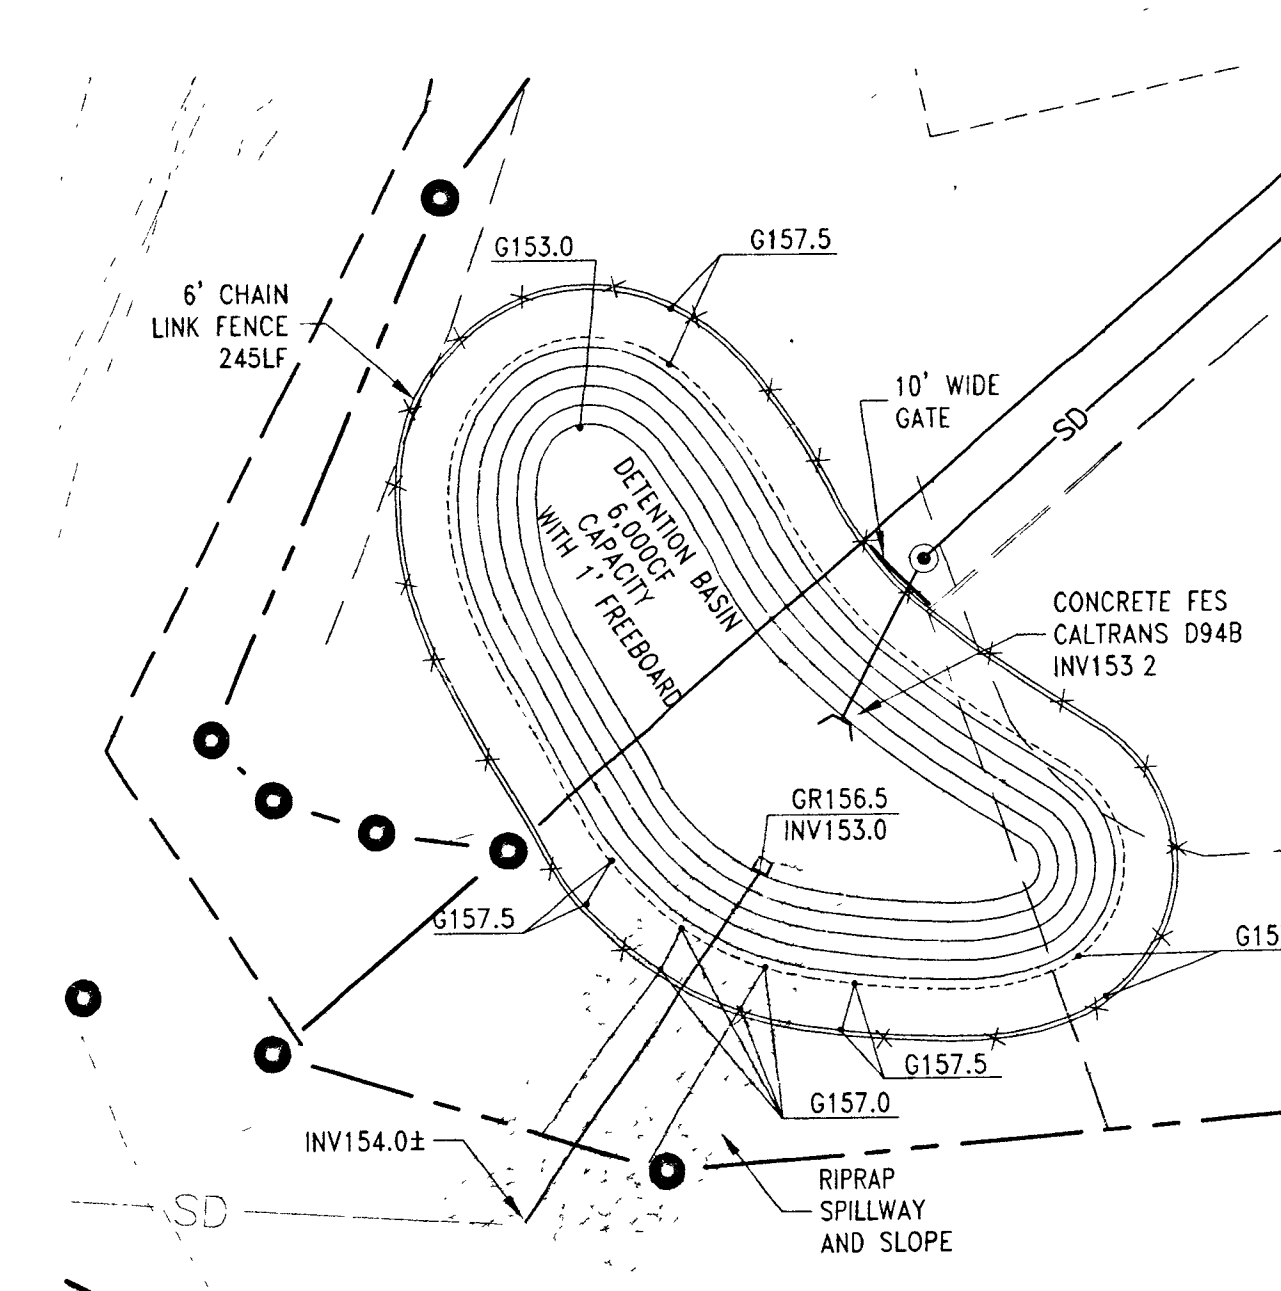 G153.0
G157.5
6' CHAIN
LINK FENCE
245LF
10' WIDE
GATE
SD
DETENTION BASIN
6,000CF
CAPACITY
WITH 1' FREEBOARD
CONCRETE FES
CALTRANS D94B
INV153 2
GR156.5
INV153.0
G157.5
G15
G157.5
G157.0
INV154.0±
RIPRAP
SPILLWAY
AND SLOPE
SD